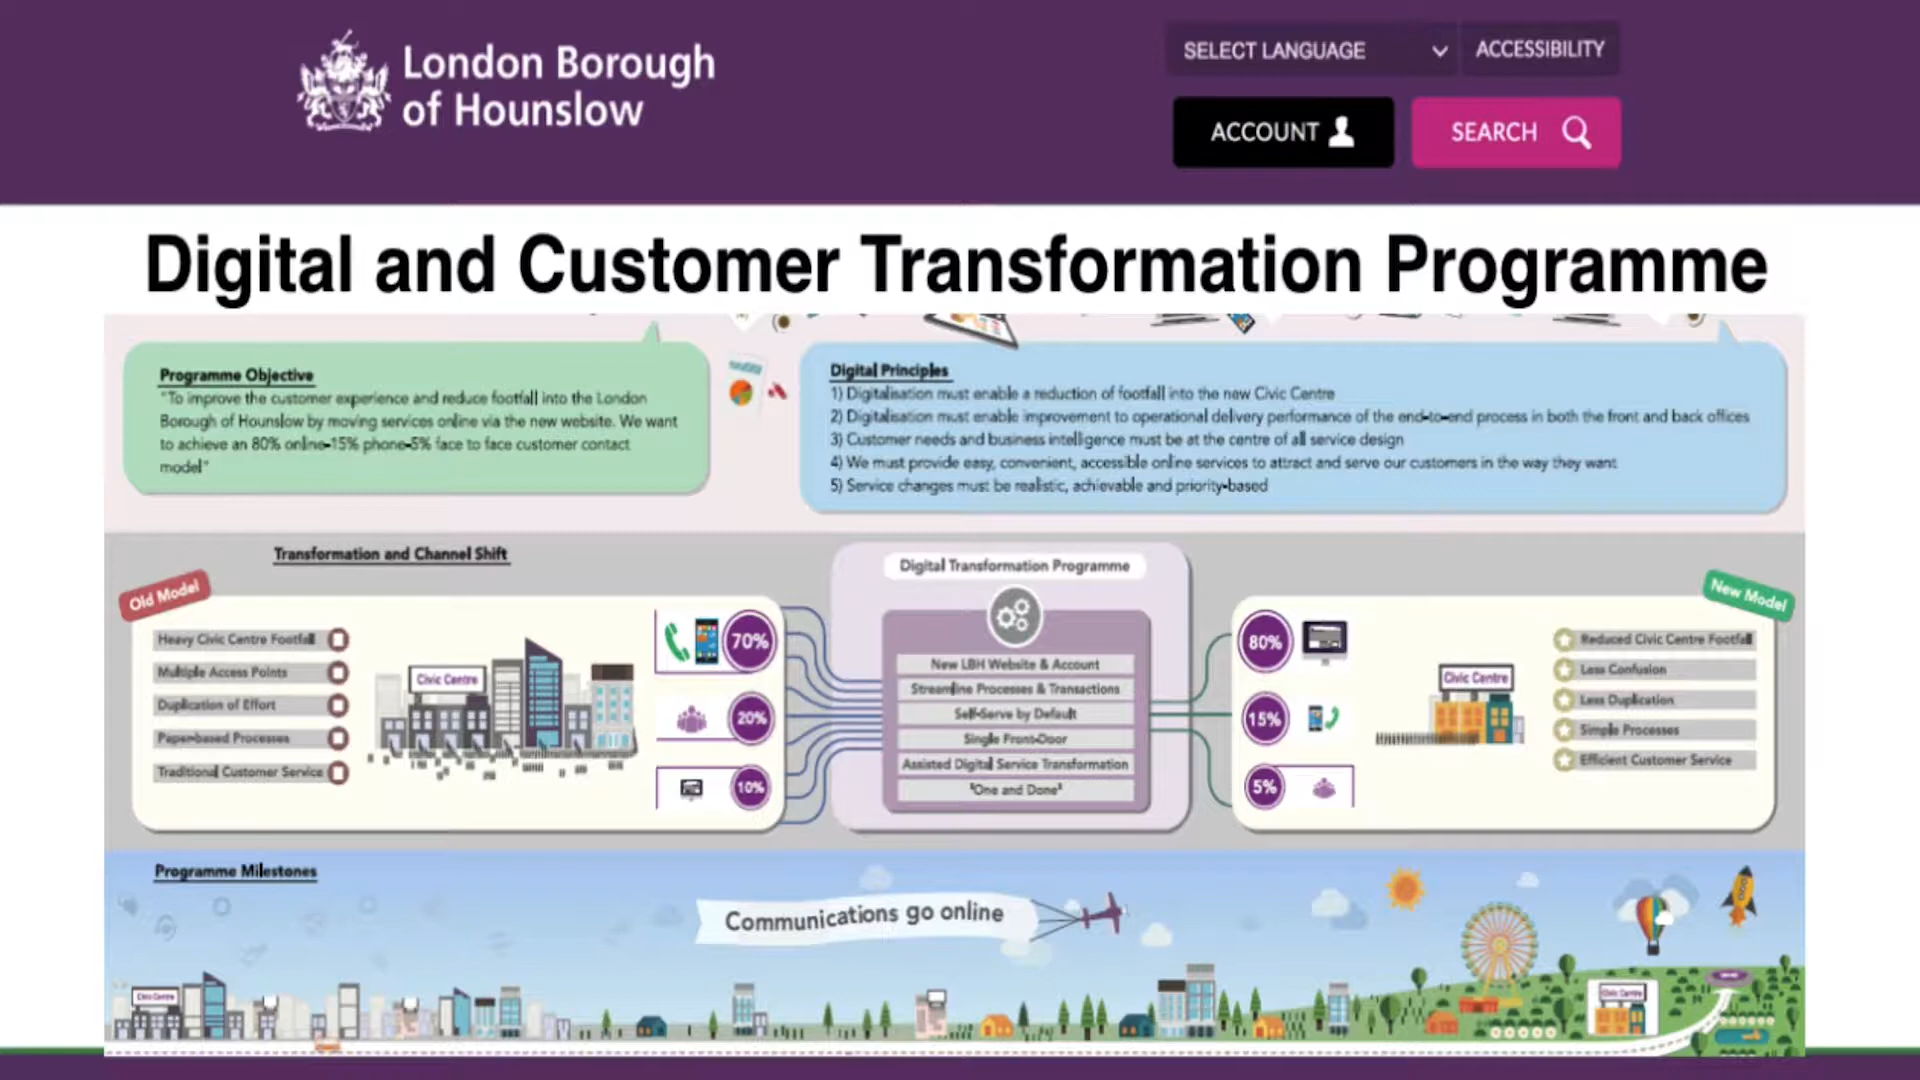 London Borough
of Hounslow
SELECT LANGUAGE
ACCESSIBILITY
ACCOUNT
SEARCH
Digital and Customer Transformation Programme
Programme Objective
"To improve the customer experience and reduce footfall into the London
Borough of Hounslow by moving services online via the new website. We want
to achieve an 80% online-15% phone-5% face to face customer contact
model"
Digital Principles
1) Digitalisation must enable a reduction of footfall into the new Civic Centre
2) Digitalisation must enable improvement to operational delivery performance of the end-to-end process in both the front and back offices
3) Customer needs and business intelligence must be at the centre of all service design
4) We must provide easy, convenient, accessible online services to attract and serve our customers in the way they want
5) Service changes must be realistic, achievable and priority-based
Transformation and Channel Shift
Old Model
Heavy Civic Centre Footfall
Multiple Access Points
Duplication of Effort
Paper-based Processes
Traditional Customer Service
Civic Centre
70%
20%
10%
Digital Transformation Programme
New LBH Website & Account
Streamline Processes & Transactions
Self-Serve by Default
Single Front-Door
Assisted Digital Service Transformation
"One and Done"
80%
15%
5%
Civic Centre
New Model
Reduced Civic Centre Footfall
Less Confusion
Less Duplication
Simple Processes
Efficient Customer Service
Programme Milestones
Communications go online
Civic Centre
Civic Centre